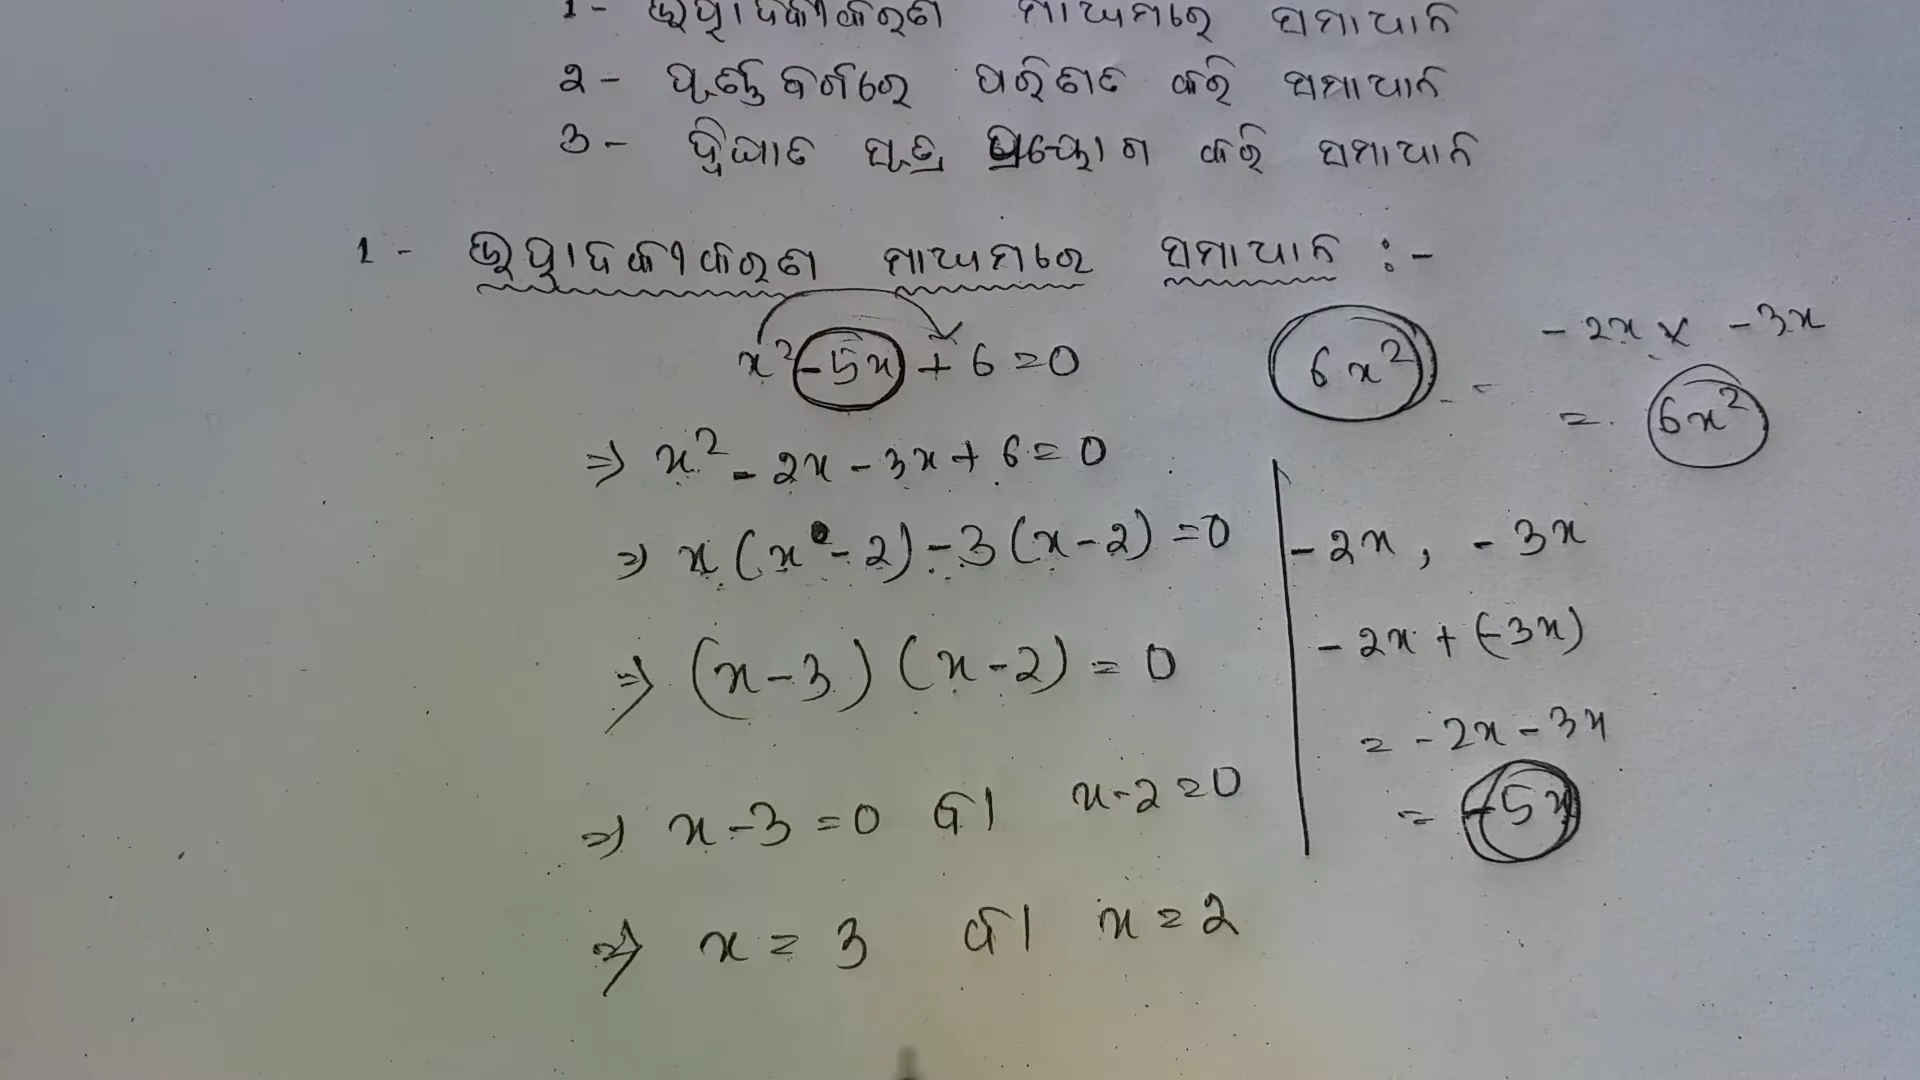 1- ଉତ୍ପାଦକୀକରଣ ମାଧ୍ୟମରେ ସମାଧାନ
୨- ପୂର୍ଣ୍ଣବର୍ଗରେ ପରିଣତ କରି ସମାଧାନ
୩- ଦ୍ୱିଘାତ ସୂତ୍ର ପ୍ରୟୋଗ କରି ସମାଧାନ
1- ଉତ୍ପାଦକୀକରଣ ମାଧ୍ୟମରେ ସମାଧାନ :-
x² -5x + 6 = 0
6x²
-2x × -3x
= 6x²
⇒ x² - 2x - 3x + 6 = 0
⇒ x(x - 2) - 3(x - 2) = 0
-2x, -3x
⇒ (x - 3) (x - 2) = 0
-2x + (-3x)
= -2x - 3x
⇒ x - 3 = 0 ବା x - 2 = 0
= -5x
⇒ x = 3 ବା x = 2